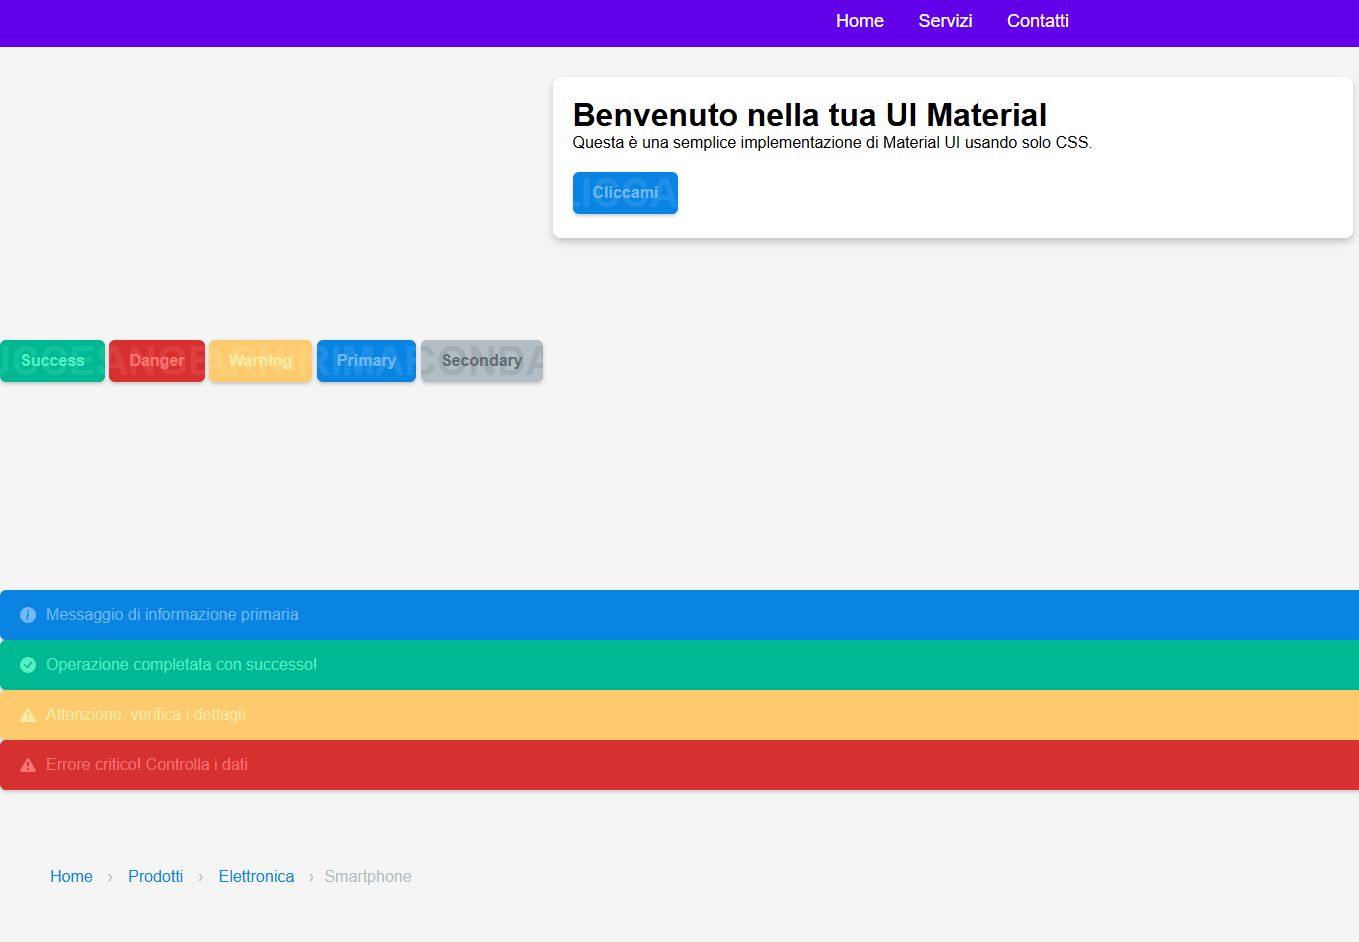 Home Servizi Contatti
Benvenuto nella tua UI Material
Questa è una semplice implementazione di Material UI usando solo CSS.
Cliccami
Success Danger Warning Primary Secondary
Messaggio di informazione primaria
Operazione completata con successo!
Attenzione: verifica i dettagli
Errore critico! Controlla i dati
Home › Prodotti › Elettronica › Smartphone